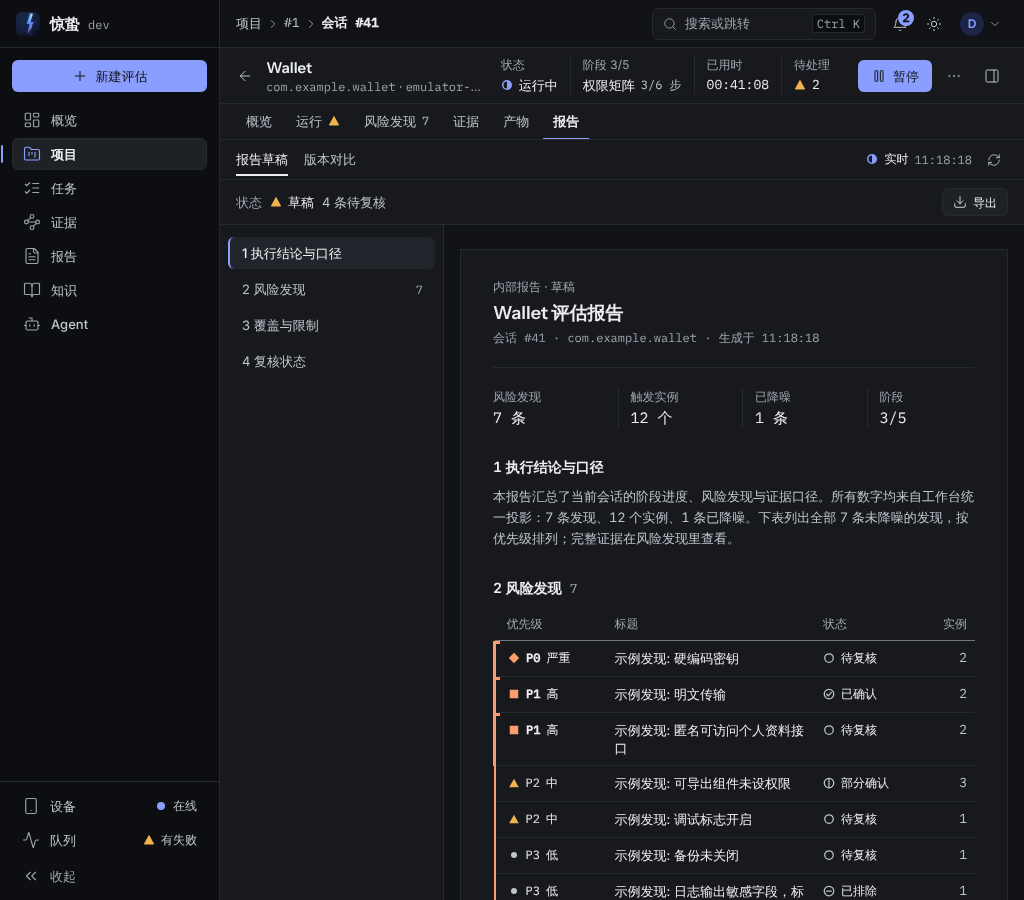 惊蛰 dev
项目 > #1 > 会话 #41
搜索或跳转 Ctrl K
2
D
新建评估
概览
项目
任务
证据
报告
知识
Agent
设备 在线
队列 有失败
收起
Wallet
com.example.wallet·emulator-…
状态
运行中
阶段 3/5
权限矩阵 3/6 步
已用时
00:41:08
待处理
2
暂停
概览 运行 风险发现 7 证据 产物 报告
报告草稿 版本对比
实时 11:18:18
状态 草稿 4 条待复核
导出
1 执行结论与口径
2 风险发现 7
3 覆盖与限制
4 复核状态
内部报告 · 草稿
Wallet 评估报告
会话 #41 · com.example.wallet · 生成于 11:18:18
风险发现 触发实例 已降噪 阶段
7 条 12 个 1 条 3/5
1 执行结论与口径
本报告汇总了当前会话的阶段进度、风险发现与证据口径。所有数字均来自工作台统
一投影：7 条发现、12 个实例、1 条已降噪。下表列出全部 7 条未降噪的发现，按
优先级排列；完整证据在风险发现里查看。
2 风险发现 7
优先级 标题 状态 实例
P0 严重 示例发现: 硬编码密钥 待复核 2
P1 高 示例发现: 明文传输 已确认 2
P1 高 示例发现: 匿名可访问个人资料接 待复核 2
口
P2 中 示例发现: 可导出组件未设权限 部分确认 3
P2 中 示例发现: 调试标志开启 待复核 1
P3 低 示例发现: 备份未关闭 待复核 1
P3 低 示例发现: 日志输出敏感字段，标 已排除 1